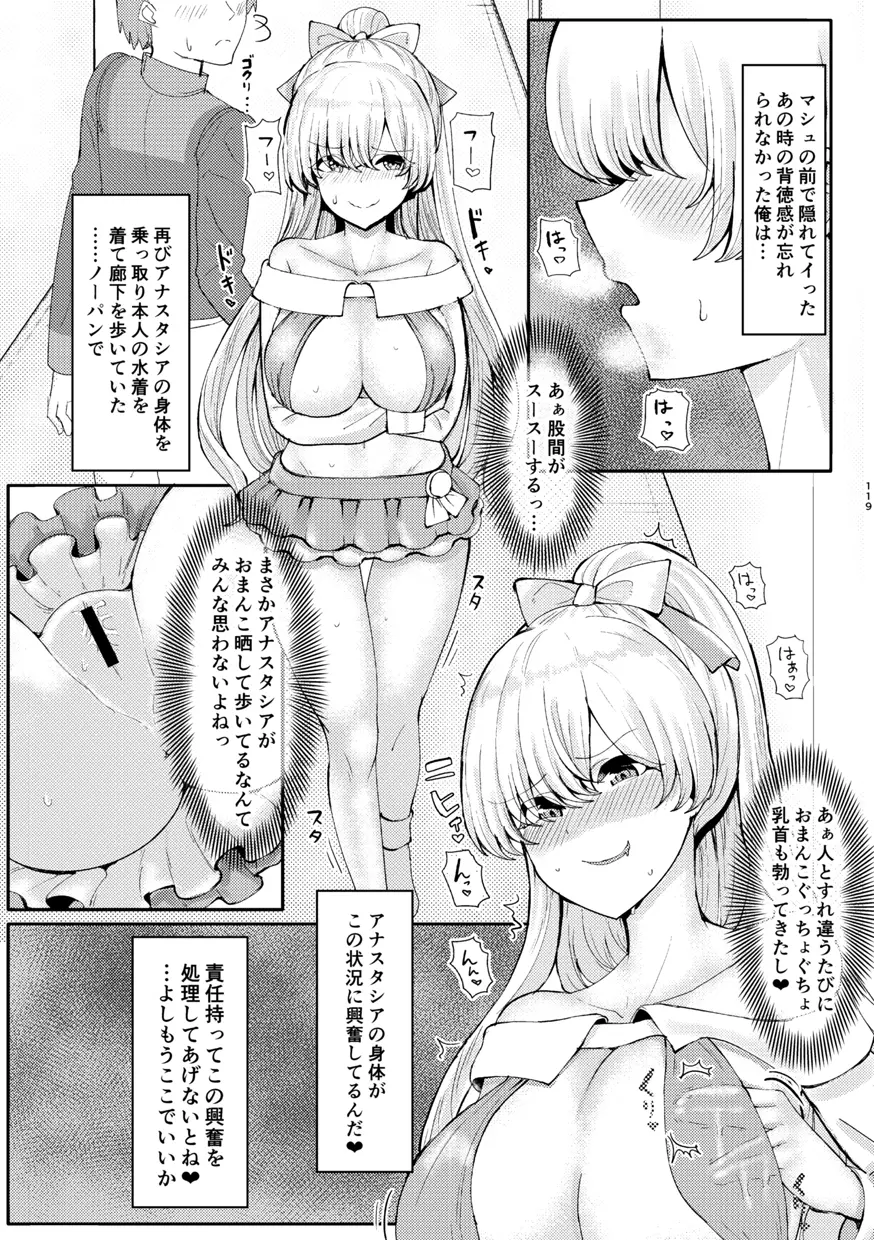 マシュの前で隠れてイった
あの時の背徳感が忘れ
られなかった俺は…
はっ♡
はっ♡
ゴクリ…
フー♡
フー♡
ドキ♥
ドキ♥
再びアナスタシアの身体を
乗っ取り本人の水着を
着て廊下を歩いていた
……ノーパンで
あぁ股間が
スースーするっ…
スタ
スタ
まさかアナスタシアが
おまんこ晒して歩いてるなんて
みんな思わないよねっ
119
はっ♡
はぁっ♡
ニヒャ♡
んっ♡
んんっ♡
あぁ人とすれ違うたびに
おまんこぐっちょぐちょ
乳首も勃ってきたし♥
アナスタシアの身体が
この状況に興奮してるんだ♥
責任持ってこの興奮を
処理してあげないとね♥
…よしもうここでいいか